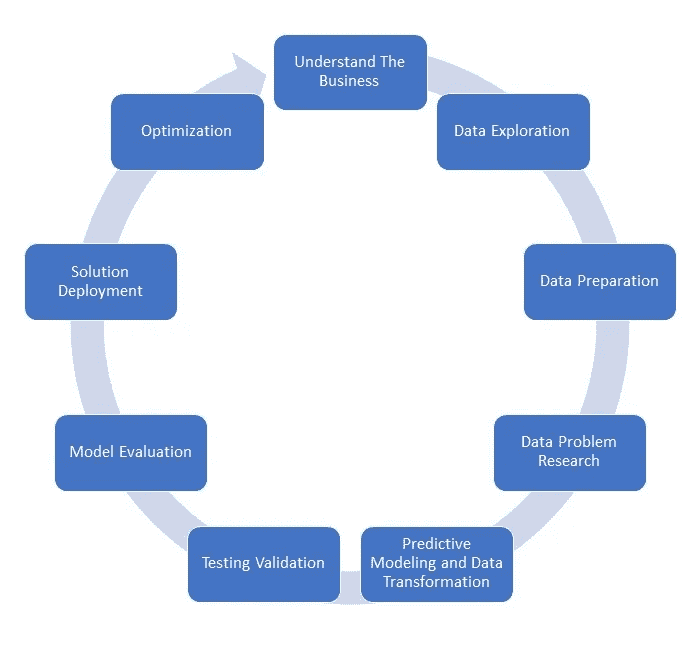 Understand The
Business
Data Exploration
Data Preparation
Data Problem
Research
Predictive
Modeling and Data
Transformation
Testing Validation
Model Evaluation
Solution
Deployment
Optimization